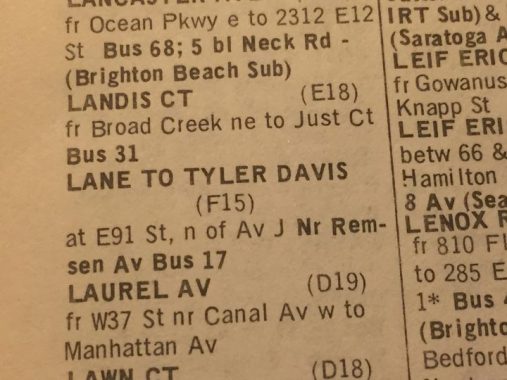 fr Ocean Pkwy e to 2312 E12
St Bus 68; 5 bl Neck Rd -
(Brighton Beach Sub)
LANDIS CT (E18)
fr Broad Creek ne to Just Ct
Bus 31
LANE TO TYLER DAVIS
(F15)
at E91 St, n of Av J Nr Rem-
sen Av Bus 17
LAUREL AV (D19)
fr W37 St nr Canal Av w to
Manhattan Av
LAWN CT (D18)
IRT Sub) &
(Saratoga A
LEIF ERIC
fr Gowanus
Knapp St
LEIF ERI
betw 66 &
Hamilton
8 Av (Sea
LENOX R
fr 810 Fl
to 285 E
1* Bus 4
(Brighto
Bedford